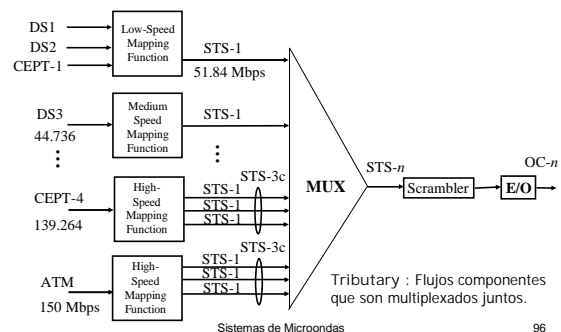 DS1
DS2
CEPT-1
Low-Speed
Mapping
Function
STS-1
51.84 Mbps
DS3
44.736
Medium
Speed
Mapping
Function
STS-1
CEPT-4
139.264
High-
Speed
Mapping
Function
STS-1
STS-1
STS-1
STS-3c
ATM
150 Mbps
High-
Speed
Mapping
Function
STS-1
STS-1
STS-1
STS-3c
MUX
STS-n
Scrambler
E/O
OC-n
Tributary : Flujos componentes
que son multiplexados juntos.
Sistemas de Microondas
96